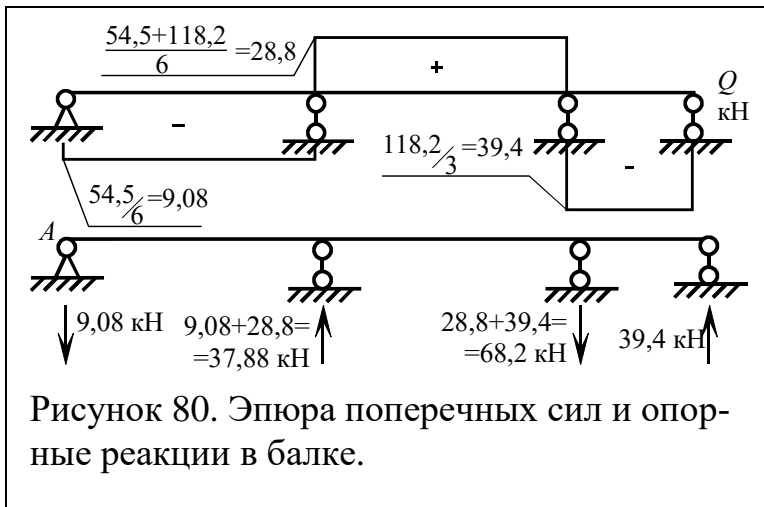 54,5+118,2
6
=28,8
+
Q
кН
-
118,2/3=39,4
-
54,5/6=9,08
A
9,08 кН
9,08+28,8=
=37,88 кН
28,8+39,4=
=68,2 кН
39,4 кН
Рисунок 80. Эпюра поперечных сил и опор-
ные реакции в балке.